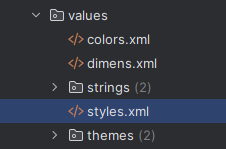 values
colors.xml
dimens.xml
strings (2)
styles.xml
themes (2)